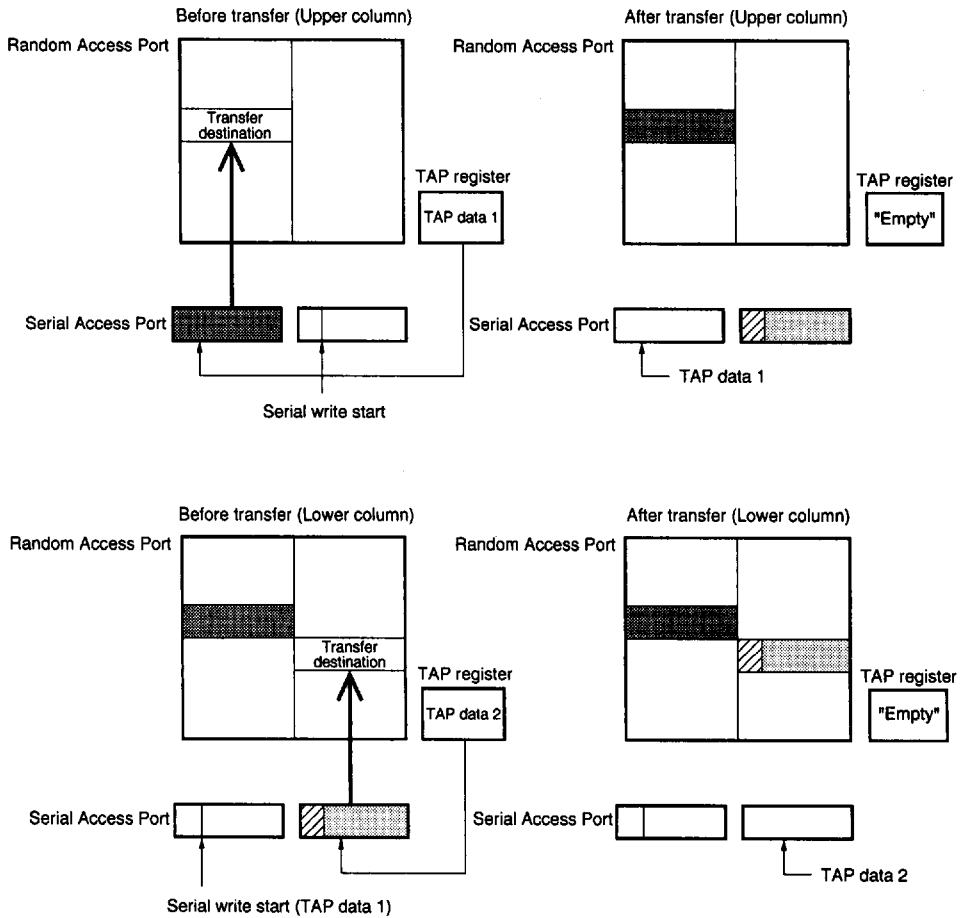 Before transfer (Upper column)
After transfer (Upper column)
Random Access Port
Random Access Port
Transfer
destination
TAP register
TAP data 1
TAP register
"Empty"
Serial Access Port
Serial Access Port
TAP data 1
Serial write start
Before transfer (Lower column)
After transfer (Lower column)
Random Access Port
Random Access Port
Transfer
destination
TAP register
TAP data 2
TAP register
"Empty"
Serial Access Port
Serial Access Port
TAP data 2
Serial write start (TAP data 1)